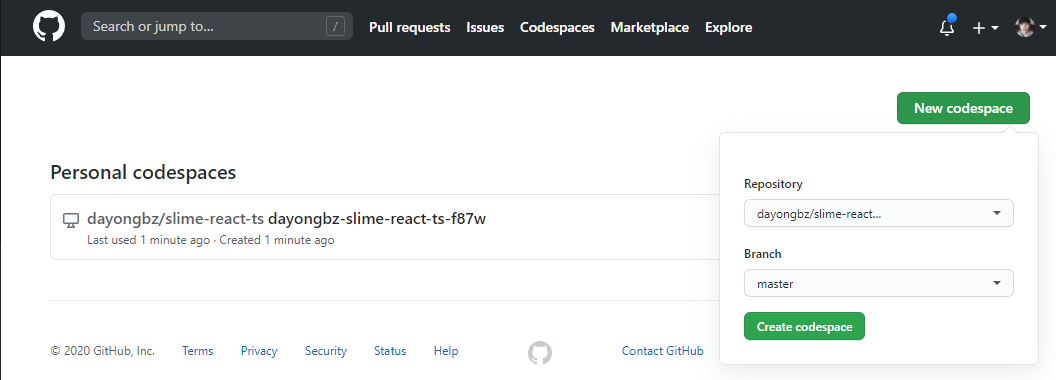 Search or jump to... /
Pull requests Issues Codespaces Marketplace Explore
New codespace
Personal codespaces
dayongbz/slime-react-ts dayongbz-slime-react-ts-f87w
Last used 1 minute ago · Created 1 minute ago
Repository
dayongbz/slime-react...
Branch
master
Create codespace
© 2020 GitHub, Inc. Terms Privacy Security Status Help Contact GitHub